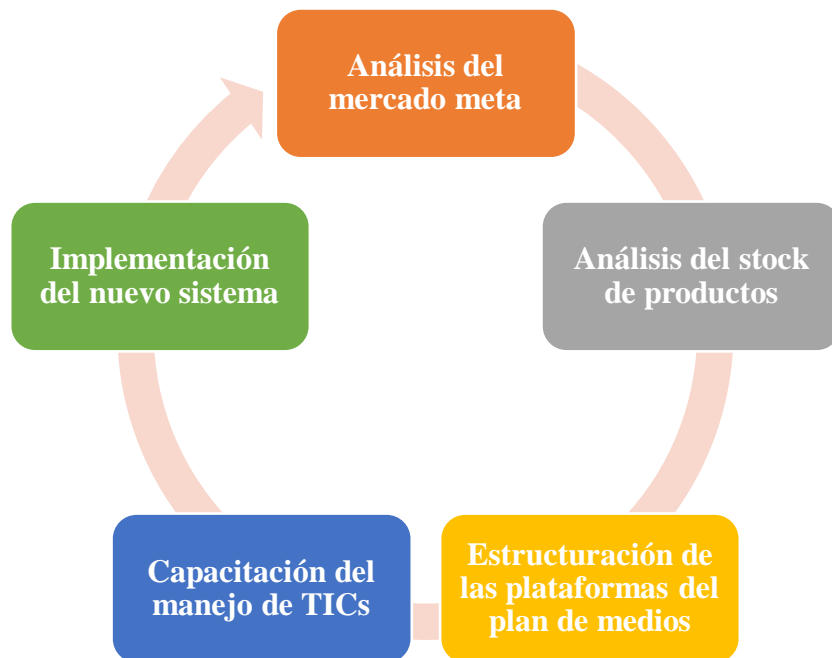 Análisis del
mercado meta
Análisis del stock
de productos
Estructuración de
las plataformas del
plan de medios
Capacitación del
manejo de TICs
Implementación
del nuevo sistema